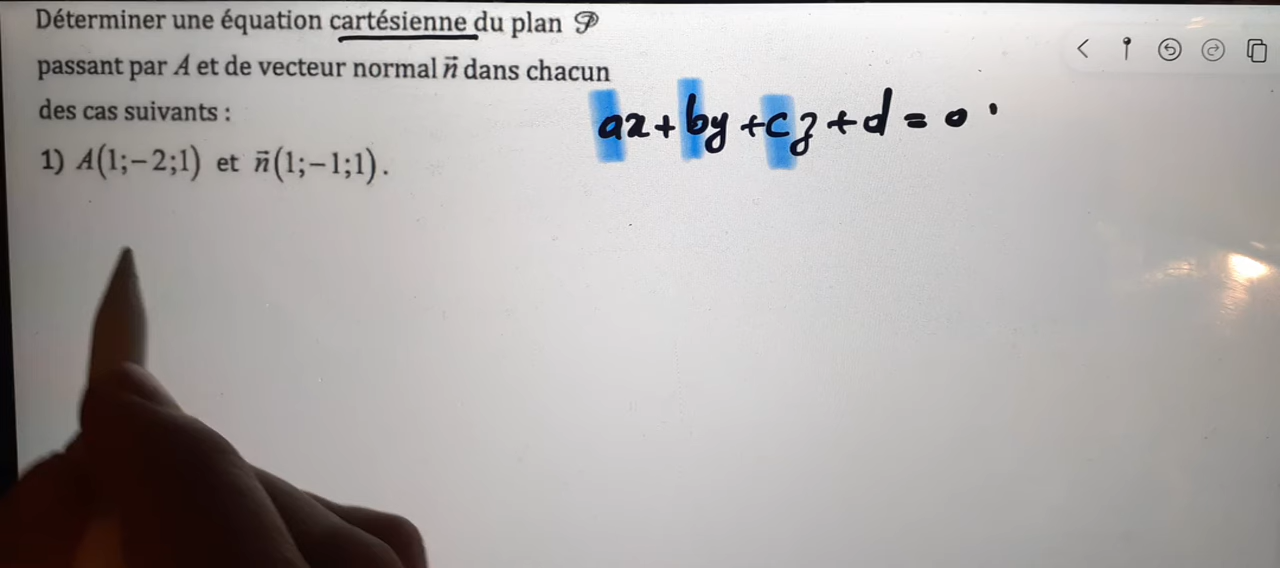 Déterminer une équation cartésienne du plan 𝒫
passant par A et de vecteur normal n⃗ dans chacun
des cas suivants :
1) A(1;−2;1) et n⃗(1;−1;1).
ax+by+cz+d=0